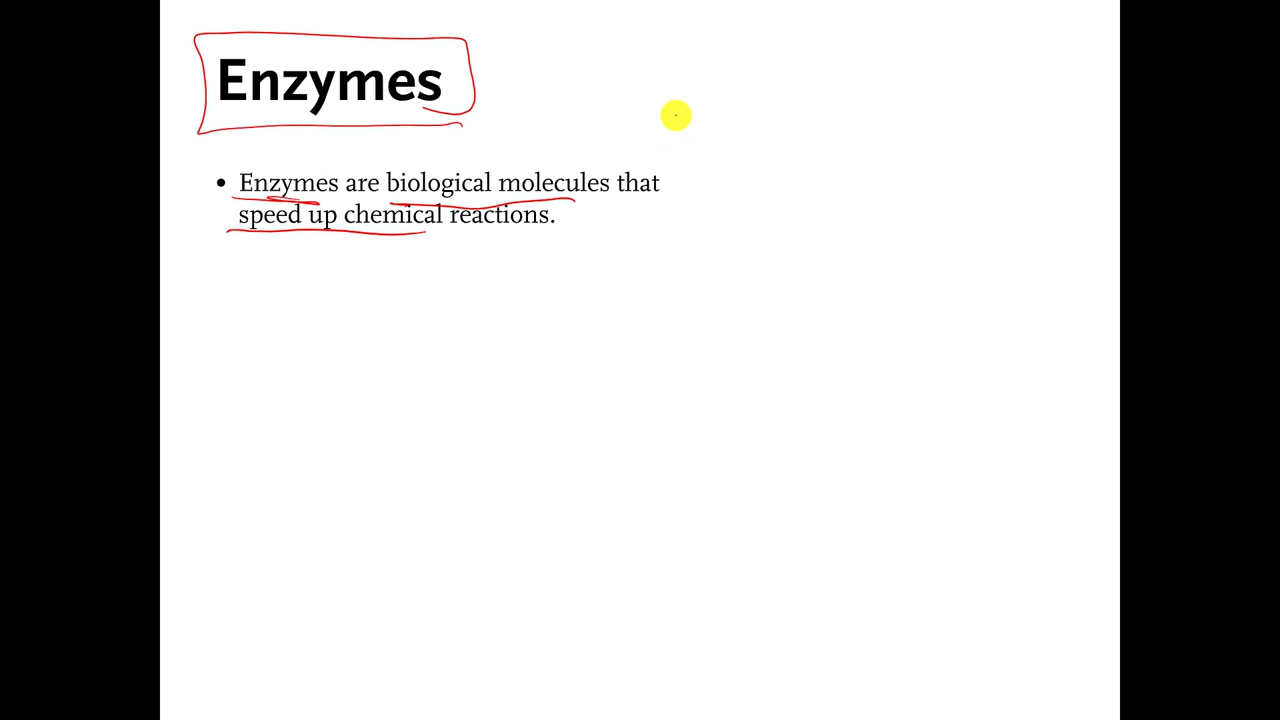 Enzymes
• Enzymes are biological molecules that
speed up chemical reactions.